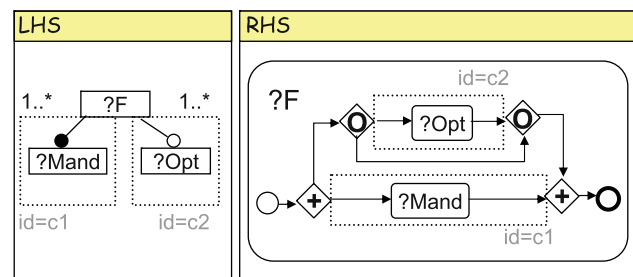 LHS
1..*
?F
1..*
?Mand
?Opt
id=c1
id=c2
RHS
?F
id=c2
O
?Opt
O
+
?Mand
+
id=c1